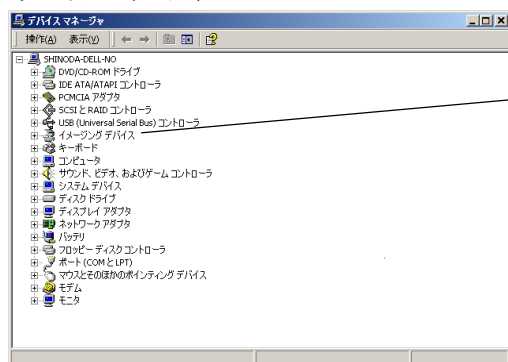 デバイス マネージャ
操作(A) 表示(V)
SHINODA-DELL-NO
DVD/CD-ROM ドライブ
IDE ATA/ATAPI コントローラ
PCMCIA アダプタ
SCSI と RAID コントローラ
USB (Universal Serial Bus) コントローラ
イメージング デバイス
キーボード
コンピュータ
サウンド、ビデオ、およびゲーム コントローラ
システム デバイス
ディスク ドライブ
ディスプレイ アダプタ
ネットワーク アダプタ
バッテリ
フロッピー ディスク コントローラ
ポート (COM と LPT)
マウスとそのほかのポインティング デバイス
モデム
モニタ